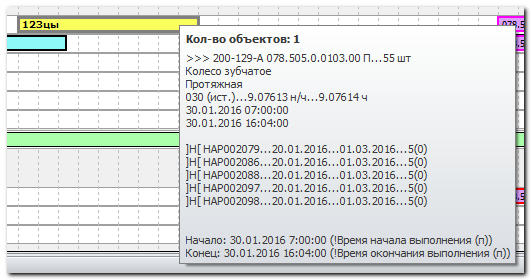 123цы
078.5
Кол-во объектов: 1
>>> 200-129-А 078.505.0.0103.00 П...55 шт
Колесо зубчатое
Протяжная
030 (ист.)...9.07613 н/ч...9.07614 ч
30.01.2016 07:00:00
30.01.2016 16:04:00
]Н[ НАР002079...20.01.2016...01.03.2016...5(0)
]Н[ НАР002086...20.01.2016...01.03.2016...5(0)
]Н[ НАР002088...20.01.2016...01.03.2016...5(0)
]Н[ НАР002097...20.01.2016...01.03.2016...5(0)
]Н[ НАР002098...20.01.2016...01.03.2016...5(0)
Начало: 30.01.2016 7:00:00 (!Время начала выполнения (п))
Конец: 30.01.2016 16:04:00 (!Время окончания выполнения (п))